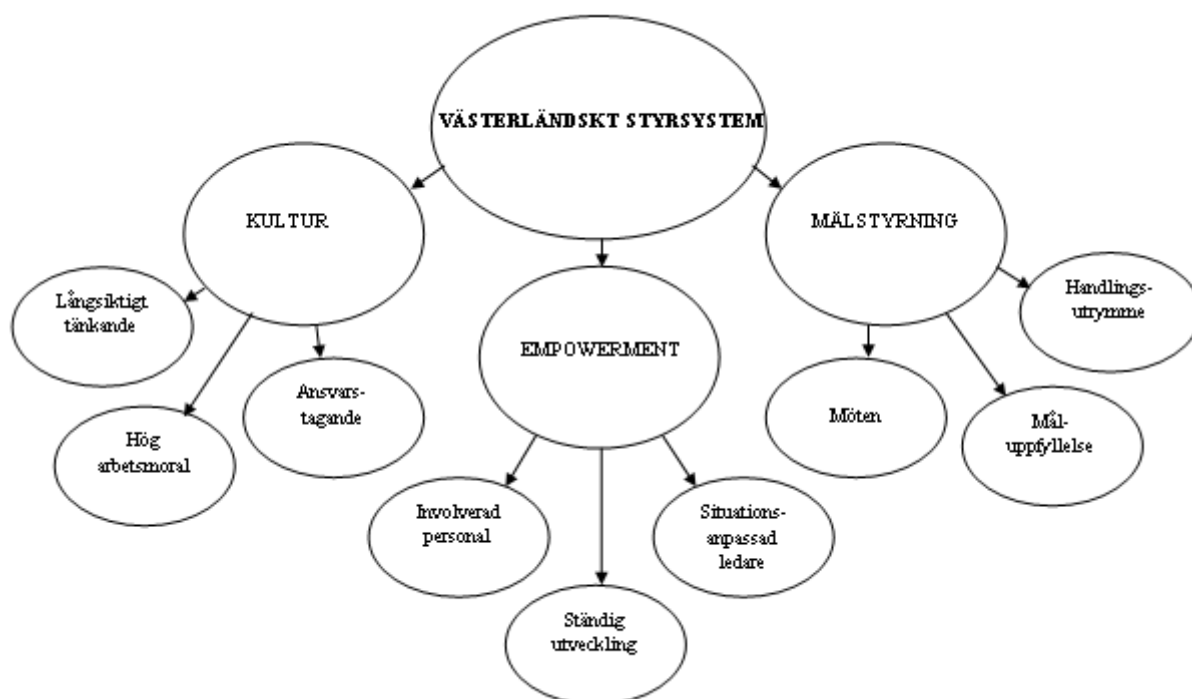 VÄSTERLÄNDSKT STYRSYSTEM
KULTUR
MÄLSTYRNING
Långsiktigt
tänkande
Handlings-
utrymme
EMPOWERMENT
Ansvars-
tagande
Möten
Hög
arbetsmoral
Mål-
uppfyllelse
Involverad
personal
Situations-
anpassad
ledare
Ständig
utveckling